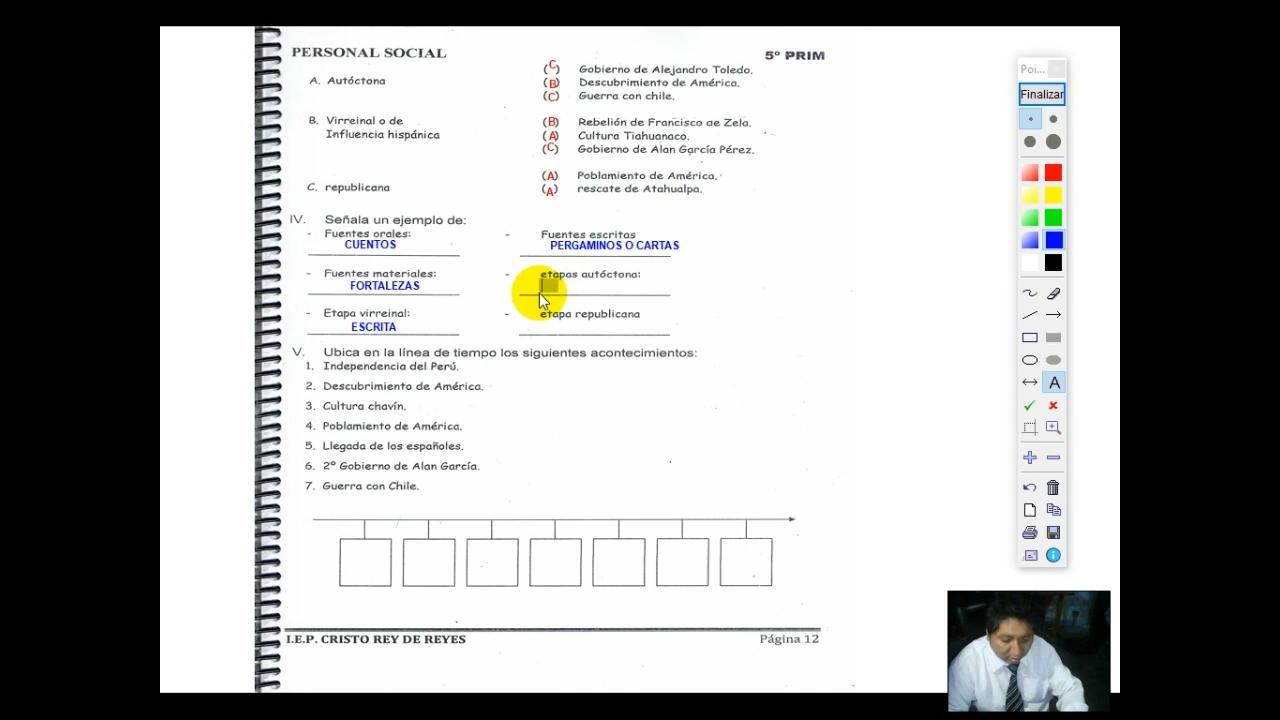 PERSONAL SOCIAL
5º PRIM
A. Autóctona
(C) Gobierno de Alejandro Toledo.
(B) Descubrimiento de América.
(C) Guerra con chile.
B. Virreinal o de
Influencia hispánica
(B) Rebelión de Francisco de Zela.
(A) Cultura Tiahuanaco.
(C) Gobierno de Alan García Pérez.
C. republicana
(A) Poblamiento de América.
(A) rescate de Atahualpa.
IV. Señala un ejemplo de:
- Fuentes orales:
CUENTOS
- Fuentes escritas
PERGAMINOS O CARTAS
- Fuentes materiales:
FORTALEZAS
- etapas autóctona:
- Etapa virreinal:
ESCRITA
- etapa republicana
V. Ubica en la línea de tiempo los siguientes acontecimientos:
1. Independencia del Perú.
2. Descubrimiento de América.
3. Cultura chavín.
4. Poblamiento de América.
5. Llegada de los españoles.
6. 2º Gobierno de Alan García.
7. Guerra con Chile.
I.E.P. CRISTO REY DE REYES
Página 12
Poi...
Finalizar
A